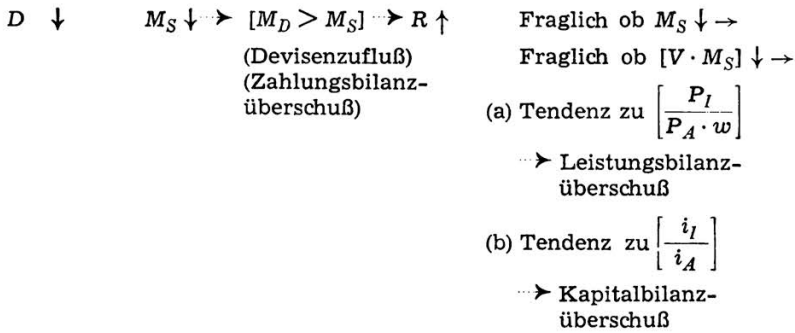 D ↓ M_S ↓ → [M_D > M_S] → R ↑ Fraglich ob M_S ↓ →
(Devisenzufluß) Fraglich ob [V · M_S] ↓ →
(Zahlungsbilanz-
überschuß)
(a) Tendenz zu [P_I / P_A · w]
→ Leistungsbilanz-
überschuß
(b) Tendenz zu [i_I / i_A]
→ Kapitalbilanz-
überschuß